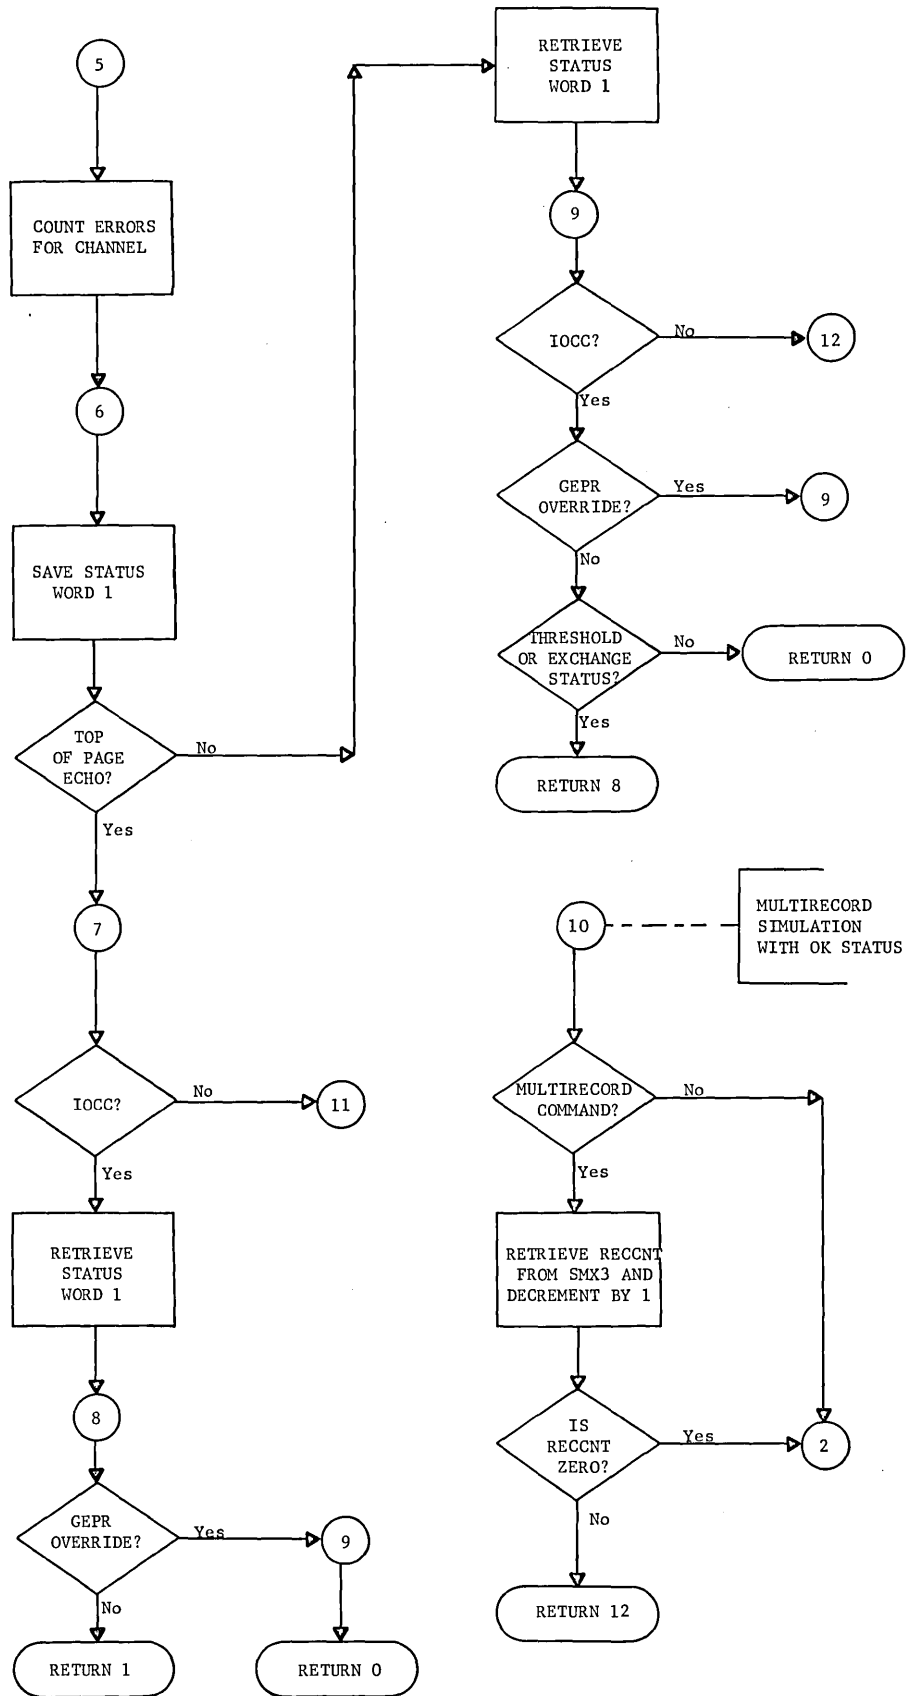 5
COUNT ERRORS
FOR CHANNEL
6
SAVE STATUS
WORD 1
TOP
OF PAGE
ECHO?
No
Yes
7
IOCC?
No
11
Yes
RETRIEVE
STATUS
WORD 1
8
GEPR
OVERRIDE?
Yes
9
No
RETURN 1
RETURN 0
RETRIEVE
STATUS
WORD 1
9
IOCC?
No
12
Yes
GEPR
OVERRIDE?
Yes
9
No
THRESHOLD
OR EXCHANGE
STATUS?
No
RETURN 0
Yes
RETURN 8
10
MULTIRECORD
SIMULATION
WITH OK STATUS
MULTIRECORD
COMMAND?
No
Yes
RETRIEVE RECCNT
FROM SMX3 AND
DECREMENT BY 1
IS
RECCNT
ZERO?
Yes
2
No
RETURN 12